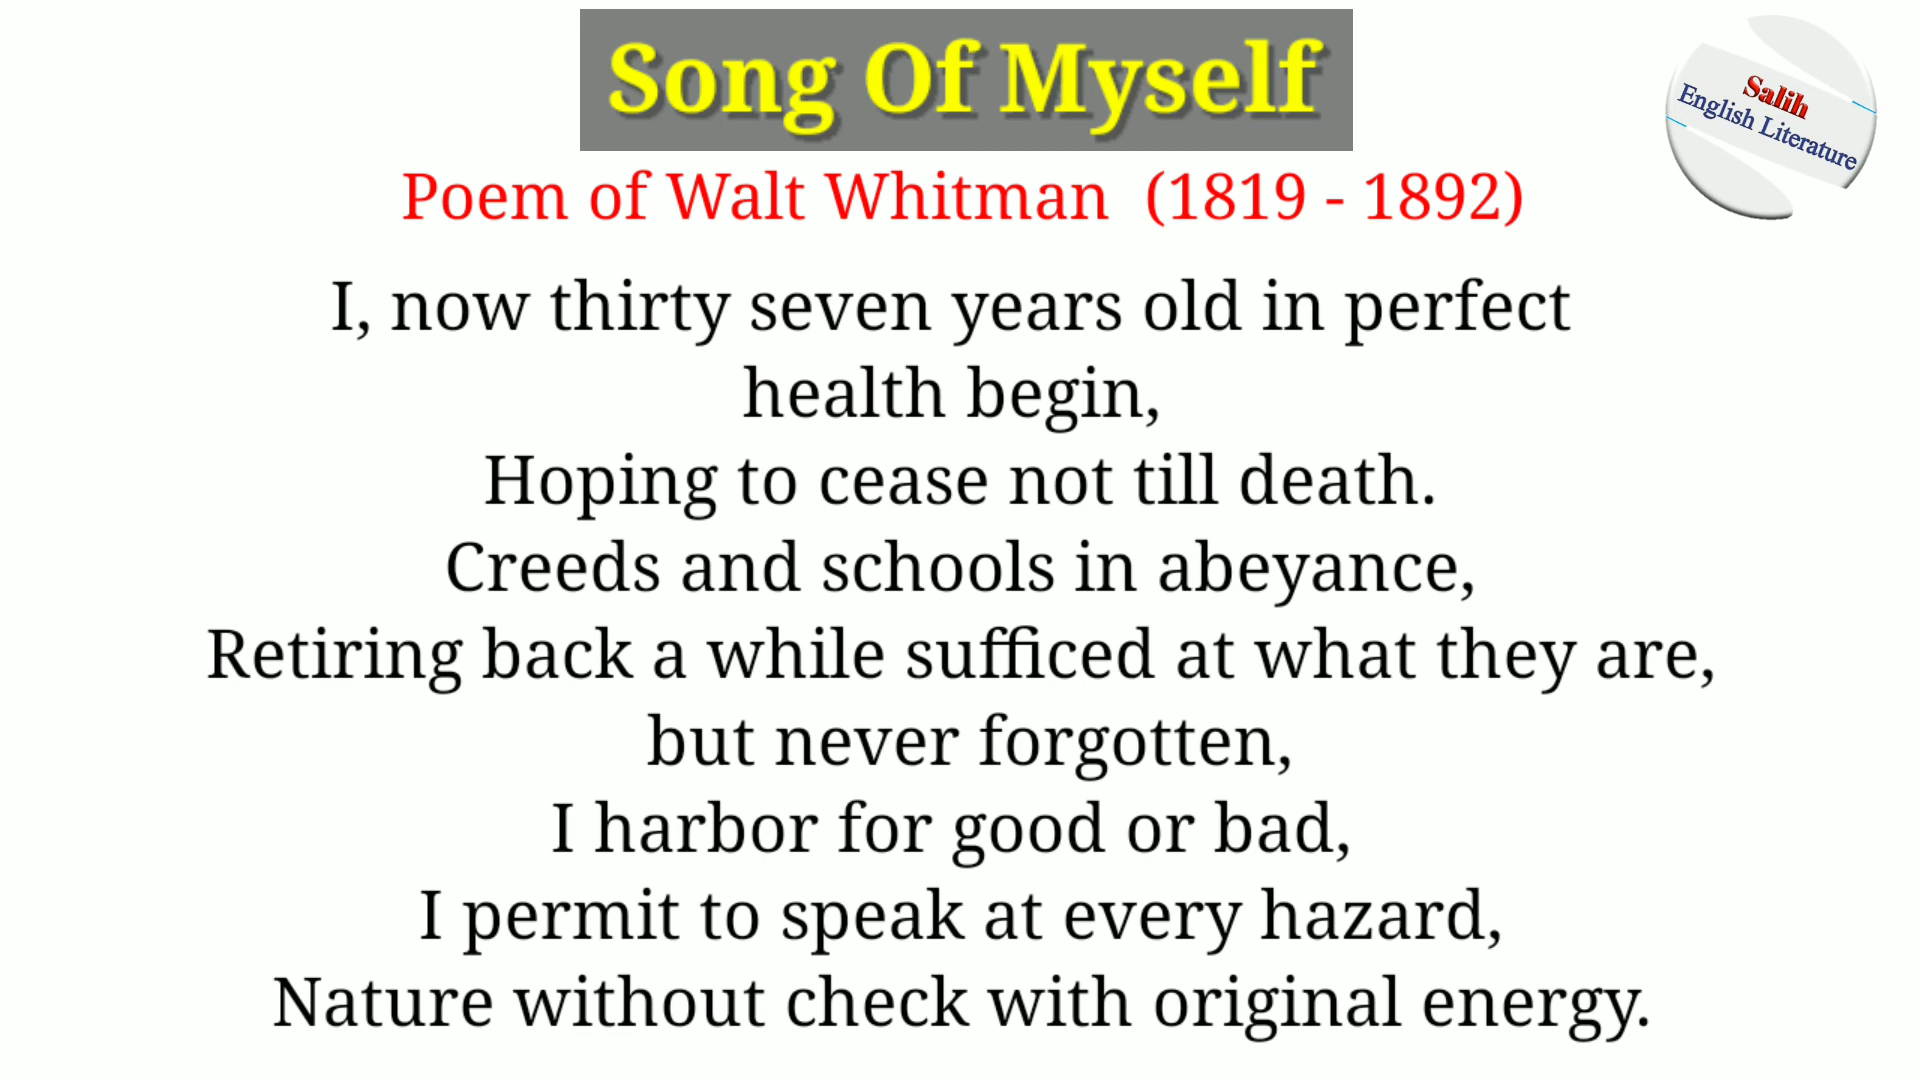 Song Of Myself
Salih
English Literature
Poem of Walt Whitman (1819 - 1892)
I, now thirty seven years old in perfect
health begin,
Hoping to cease not till death.
Creeds and schools in abeyance,
Retiring back a while sufficed at what they are,
but never forgotten,
I harbor for good or bad,
I permit to speak at every hazard,
Nature without check with original energy.